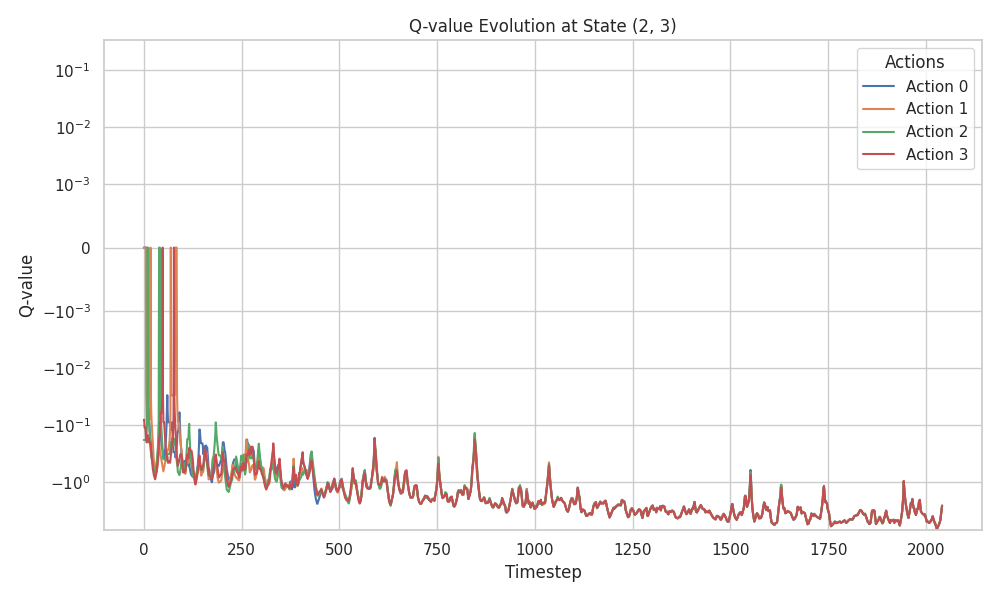 Q-value Evolution at State (2, 3)
Actions
Action 0
Action 1
Action 2
Action 3
Q-value
10⁻¹
10⁻²
10⁻³
0
−10⁻³
−10⁻²
−10⁻¹
−10⁰
0 250 500 750 1000 1250 1500 1750 2000
Timestep